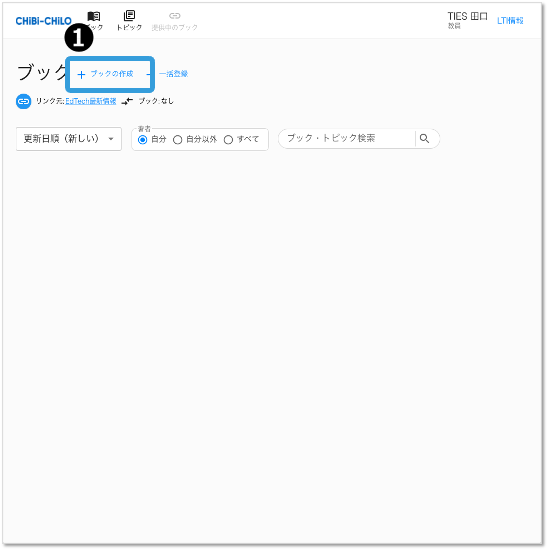 CHiBi-CHiLO
ブック トピック 提供中のブック
TIES 田口
教員
LTI情報
1
ブック + ブックの作成 一括登録
リンク元: EdTech最新情報 ブック: なし
更新日順（新しい）
著者
自分 自分以外 すべて
ブック・トピック検索